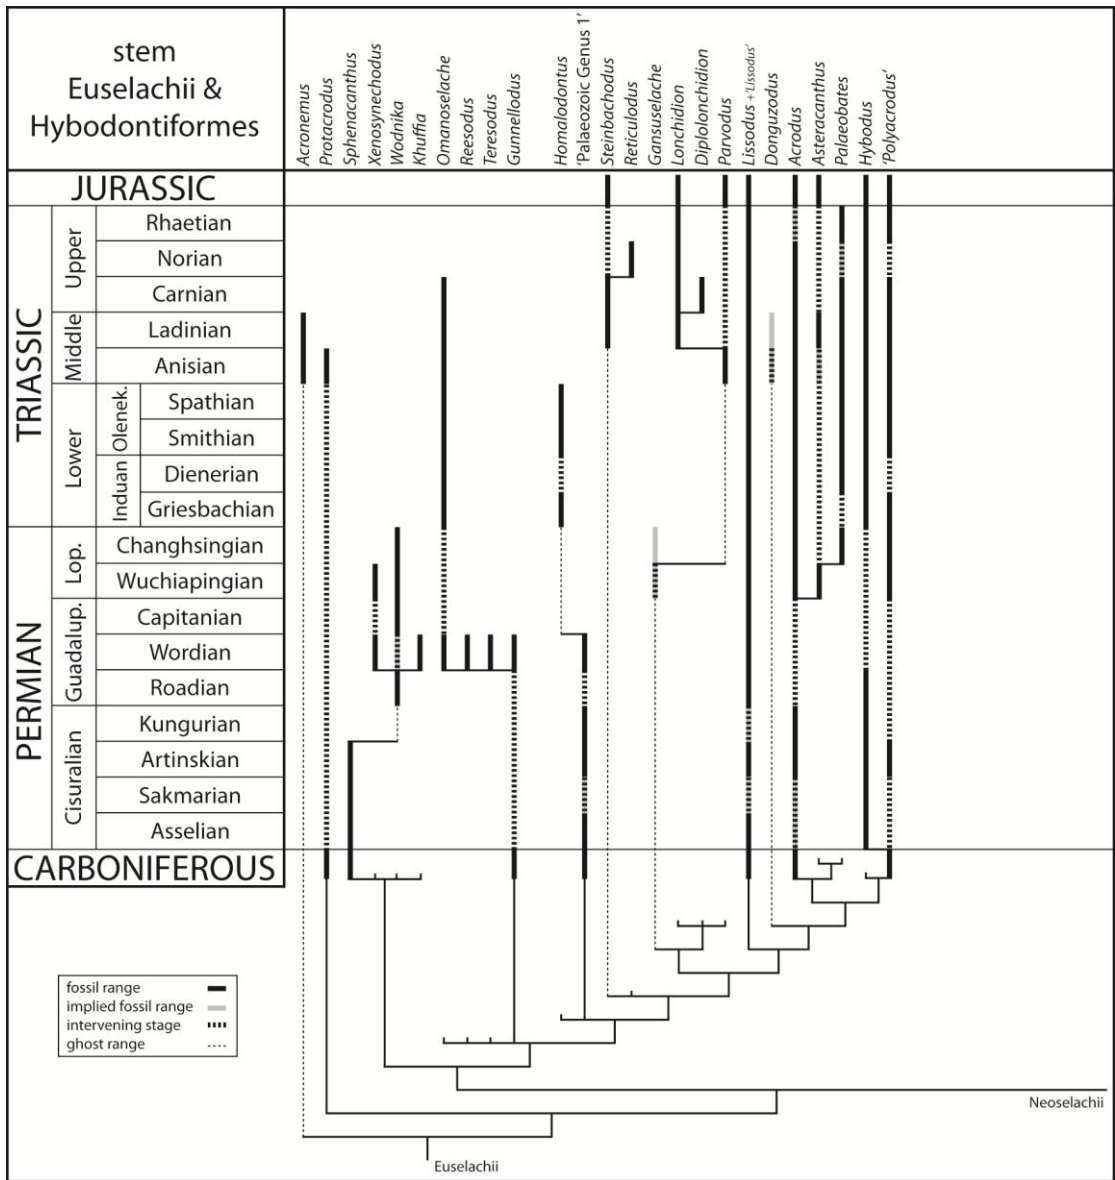 stem
Euselachii &
Hybodontiformes
Acronemus
Protacrodus
Sphenacanthus
Xenosynechodus
Wodnika
Khuffia
Omanoselache
Reesodus
Teresodus
Gunnellodus
Homalodontus
'Palaeozoic Genus 1'
Steinbachodus
Reticulodus
Gansuselache
Lonchidion
Diplolonchidion
Parvodus
Lissodus +'Lissodus'
Donguzodus
Acrodus
Asteracanthus
Palaeobates
Hybodus
'Polyacrodus'
JURASSIC
TRIASSIC
Upper
Rhaetian
Norian
Carnian
Middle
Ladinian
Anisian
Lower
Olenek.
Spathian
Smithian
Induan
Dienerian
Griesbachian
PERMIAN
Lop.
Changhsingian
Wuchiapingian
Guadalup.
Capitanian
Wordian
Roadian
Cisuralian
Kungurian
Artinskian
Sakmarian
Asselian
CARBONIFEROUS
fossil range
implied fossil range
intervening stage
ghost range
Neoselachii
Euselachii